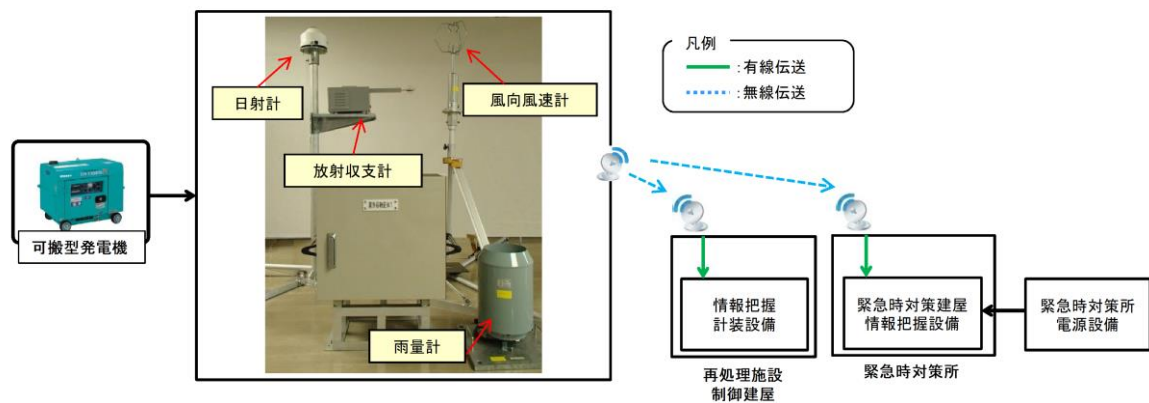 凡例
：有線伝送
：無線伝送
日射計
風向風速計
放射収支計
雨量計
可搬型発電機
情報把握
計装設備
再処理施設
制御建屋
緊急時対策建屋
情報把握設備
緊急時対策所
緊急時対策所
電源設備